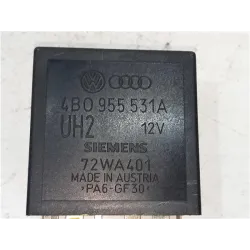 4B0 955 531A
UH2 12V
SIEMENS
72WA401
MADE IN AUSTRIA
>PA6-GF30<